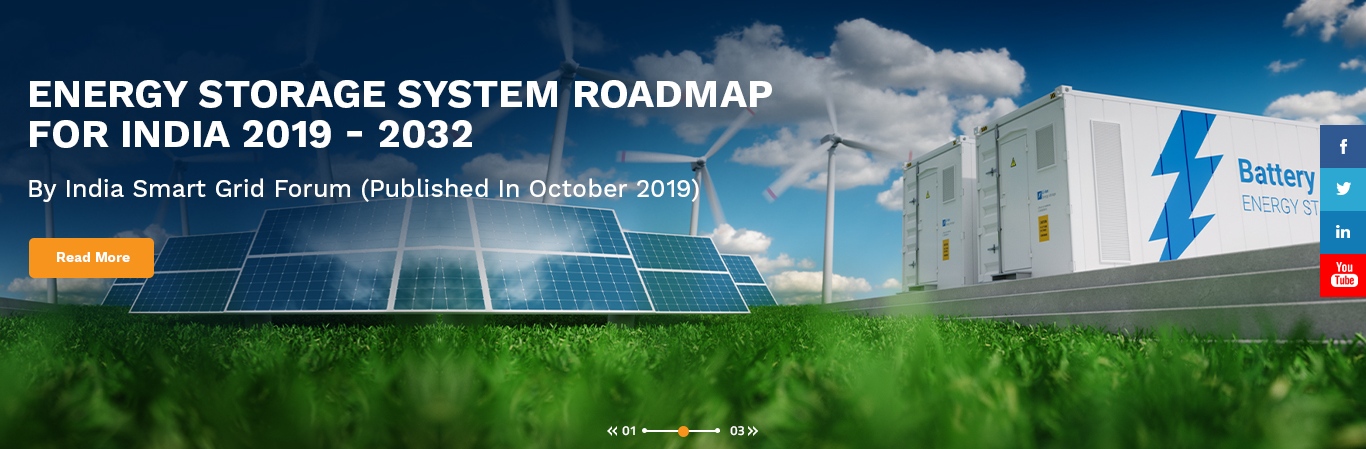 ENERGY STORAGE SYSTEM ROADMAP
FOR INDIA 2019 - 2032
By India Smart Grid Forum (Published In October 2019)
Read More
Battery
ENERGY ST
f
in
You
Tube
01
03